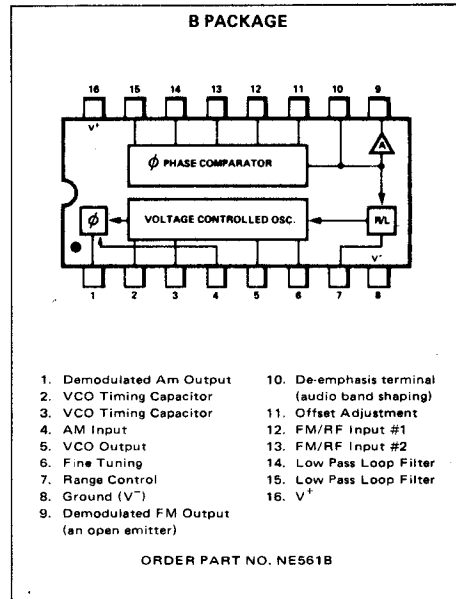 B PACKAGE
16 15 14 13 12 11 10 9
V+
A
ϕ PHASE COMPARATOR
ϕ
VOLTAGE CONTROLLED OSC.
R/L
V-
1 2 3 4 5 6 7 8
1. Demodulated Am Output
2. VCO Timing Capacitor
3. VCO Timing Capacitor
4. AM Input
5. VCO Output
6. Fine Tuning
7. Range Control
8. Ground (V-)
9. Demodulated FM Output
(an open emitter)
10. De-emphasis terminal
(audio band shaping)
11. Offset Adjustment
12. FM/RF Input #1
13. FM/RF Input #2
14. Low Pass Loop Filter
15. Low Pass Loop Filter
16. V+
ORDER PART NO. NE561B